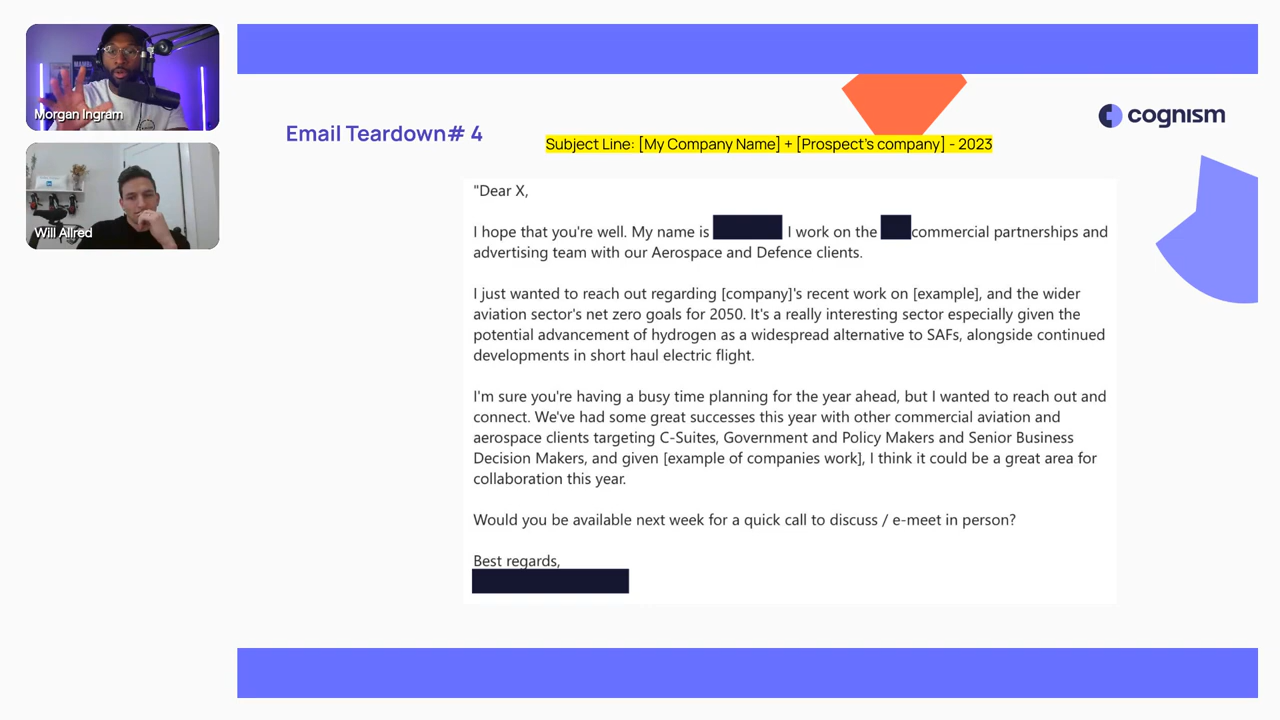 Morgan Ingram
Will Allred
cognism
Email Teardown# 4
Subject Line: [My Company Name] + [Prospect's company] - 2023
"Dear X,
I hope that you're well. My name is I work on the commercial partnerships and
advertising team with our Aerospace and Defence clients.
I just wanted to reach out regarding [company]'s recent work on [example], and the wider
aviation sector's net zero goals for 2050. It's a really interesting sector especially given the
potential advancement of hydrogen as a widespread alternative to SAFs, alongside continued
developments in short haul electric flight.
I'm sure you're having a busy time planning for the year ahead, but I wanted to reach out and
connect. We've had some great successes this year with other commercial aviation and
aerospace clients targeting C-Suites, Government and Policy Makers and Senior Business
Decision Makers, and given [example of companies work], I think it could be a great area for
collaboration this year.
Would you be available next week for a quick call to discuss / e-meet in person?
Best regards,